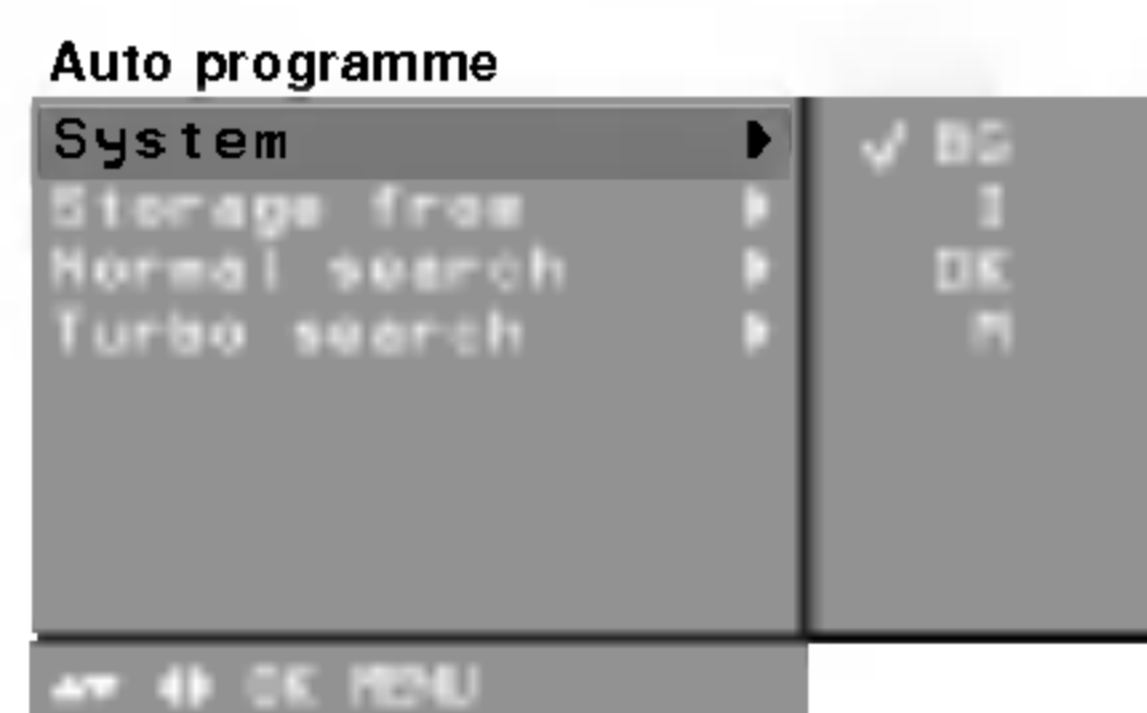 Auto programme
System ▶ ✓ BG
Storage from ▶ I
Normal search ▶ DK
Turbo search ▶ M
▲▼ ◀▶ OK MENU